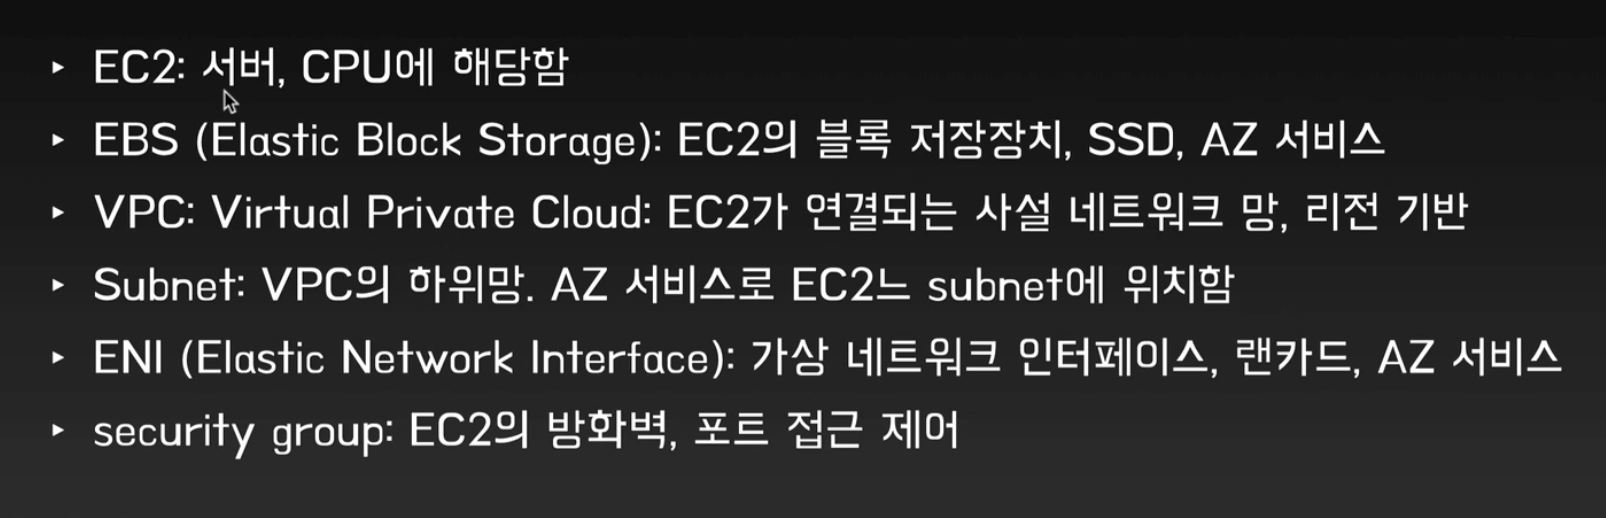 ‣ EC2: 서버, CPU에 해당함
‣ EBS (Elastic Block Storage): EC2의 블록 저장장치, SSD, AZ 서비스
‣ VPC: Virtual Private Cloud: EC2가 연결되는 사설 네트워크 망, 리전 기반
‣ Subnet: VPC의 하위망. AZ 서비스로 EC2느 subnet에 위치함
‣ ENI (Elastic Network Interface): 가상 네트워크 인터페이스, 랜카드, AZ 서비스
‣ security group: EC2의 방화벽, 포트 접근 제어